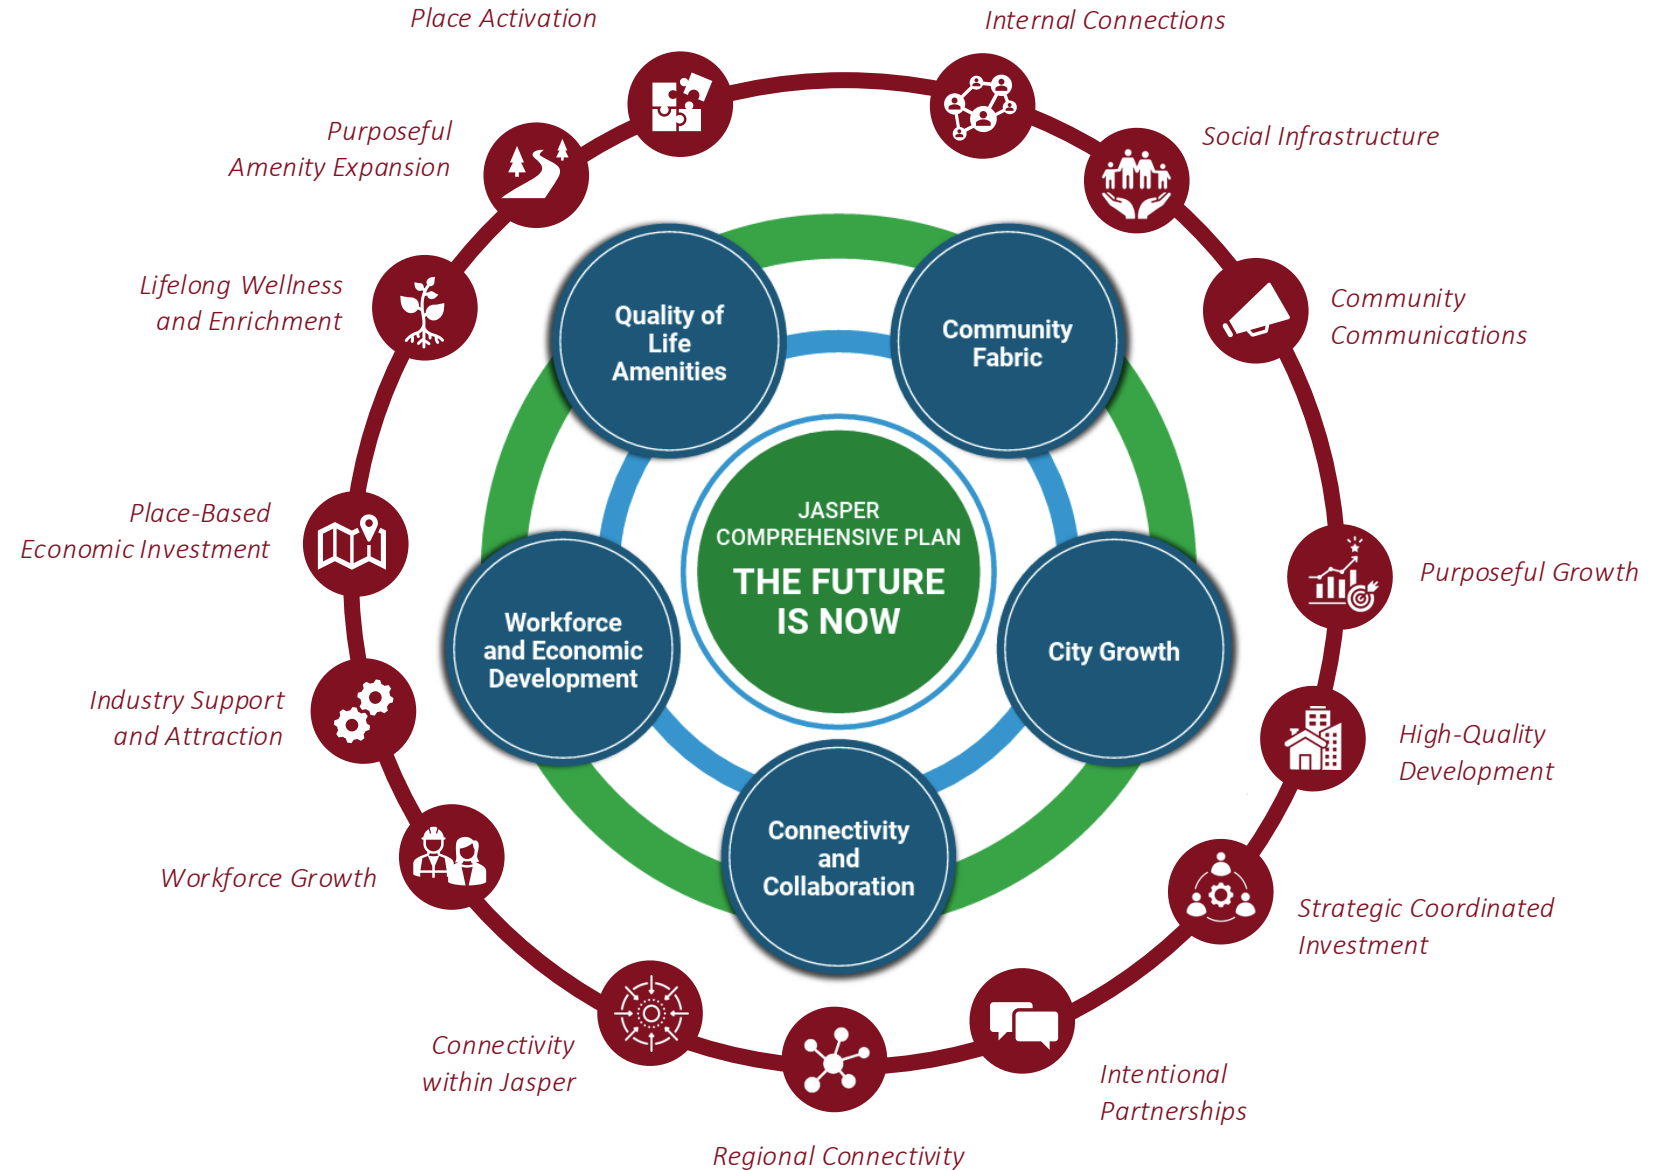 Place Activation
Internal Connections
Purposeful
Amenity Expansion
Social Infrastructure
Lifelong Wellness
and Enrichment
Community
Communications
Quality of
Life
Amenities
Community
Fabric
JASPER
COMPREHENSIVE PLAN
THE FUTURE
IS NOW
Place-Based
Economic Investment
Purposeful Growth
Workforce
and Economic
Development
City Growth
Industry Support
and Attraction
High-Quality
Development
Connectivity
and
Collaboration
Workforce Growth
Strategic Coordinated
Investment
Connectivity
within Jasper
Intentional
Partnerships
Regional Connectivity